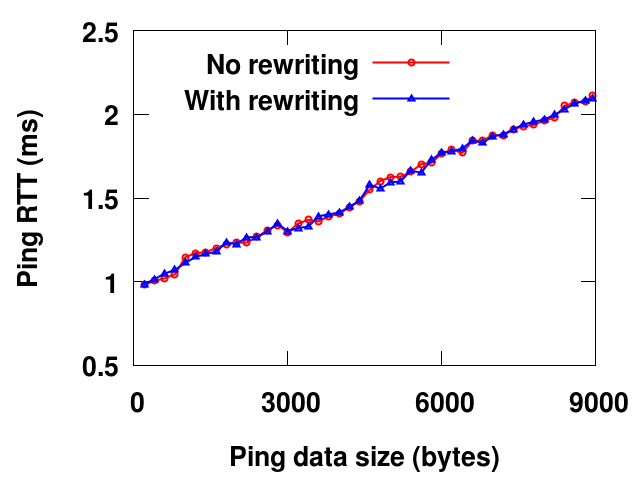 2.5
2
1.5
1
0.5
No rewriting
With rewriting
Ping RTT (ms)
0 3000 6000 9000
Ping data size (bytes)